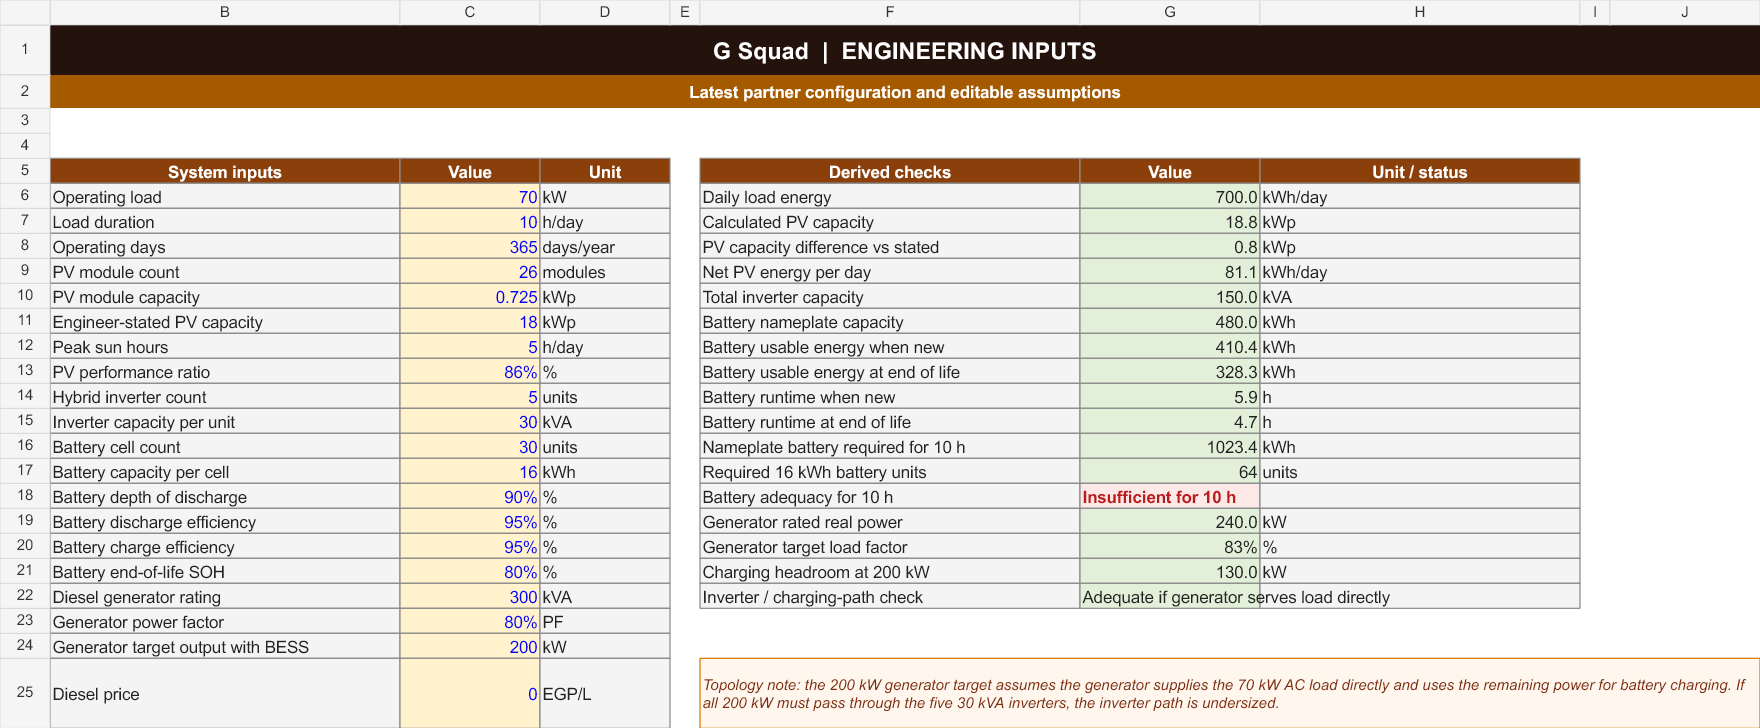 B C D E F G H I J
1 G Squad | ENGINEERING INPUTS
2 Latest partner configuration and editable assumptions
3
4
5 System inputs Value Unit Derived checks Value Unit / status
6 Operating load 70 kW Daily load energy 700.0 kWh/day
7 Load duration 10 h/day Calculated PV capacity 18.8 kWp
8 Operating days 365 days/year PV capacity difference vs stated 0.8 kWp
9 PV module count 26 modules Net PV energy per day 81.1 kWh/day
10 PV module capacity 0.725 kWp Total inverter capacity 150.0 kVA
11 Engineer-stated PV capacity 18 kWp Battery nameplate capacity 480.0 kWh
12 Peak sun hours 5 h/day Battery usable energy when new 410.4 kWh
13 PV performance ratio 86% % Battery usable energy at end of life 328.3 kWh
14 Hybrid inverter count 5 units Battery runtime when new 5.9 h
15 Inverter capacity per unit 30 kVA Battery runtime at end of life 4.7 h
16 Battery cell count 30 units Nameplate battery required for 10 h 1023.4 kWh
17 Battery capacity per cell 16 kWh Required 16 kWh battery units 64 units
18 Battery depth of discharge 90% % Battery adequacy for 10 h Insufficient for 10 h
19 Battery discharge efficiency 95% % Generator rated real power 240.0 kW
20 Battery charge efficiency 95% % Generator target load factor 83% %
21 Battery end-of-life SOH 80% % Charging headroom at 200 kW 130.0 kW
22 Diesel generator rating 300 kVA Inverter / charging-path check Adequate if generator serves load directly
23 Generator power factor 80% PF
24 Generator target output with BESS 200 kW
25 Diesel price 0 EGP/L
Topology note: the 200 kW generator target assumes the generator supplies the 70 kW AC load directly and uses the remaining power for battery charging. If
all 200 kW must pass through the five 30 kVA inverters, the inverter path is undersized.